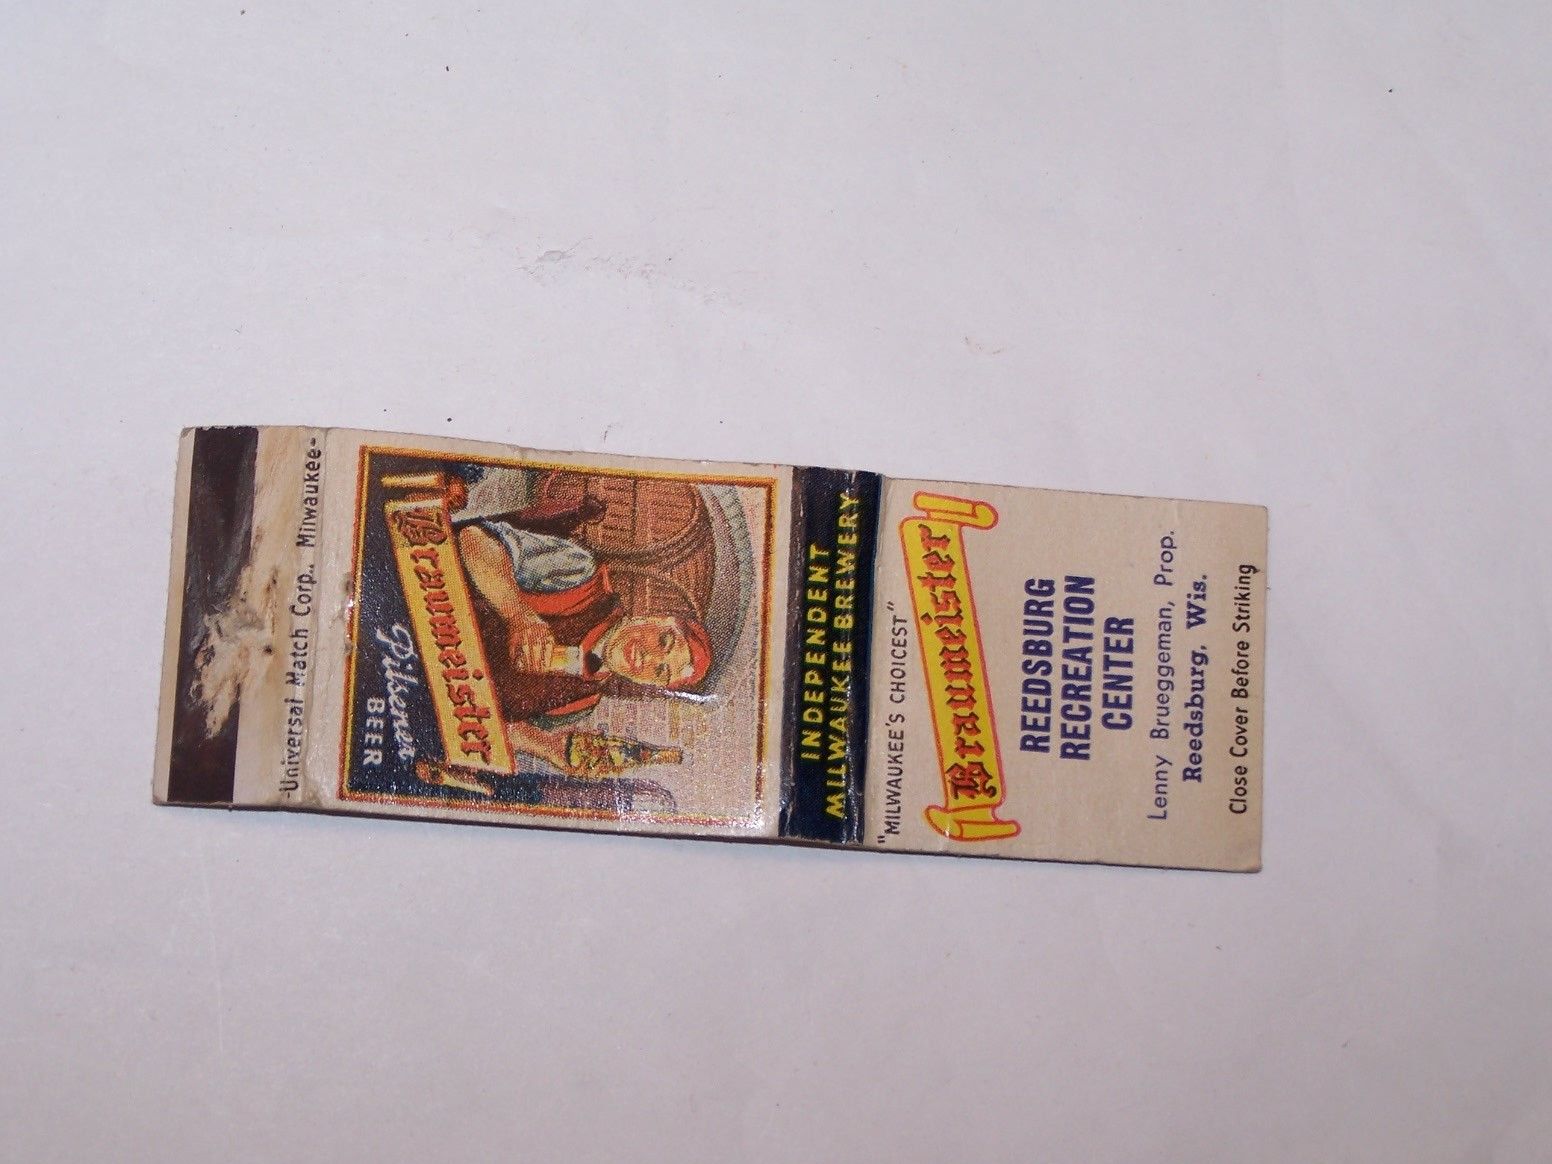 "MILWAUKEE'S CHOICEST"
Braumeister
REEDSBURG
RECREATION
CENTER
Lenny Brueggeman, Prop.
Reedsburg, Wis.
Close Cover Before Striking
INDEPENDENT
MILWAUKEE BREWERY
Braumeister
Pilsener
BEER
-Universal Match Corp., Milwaukee-